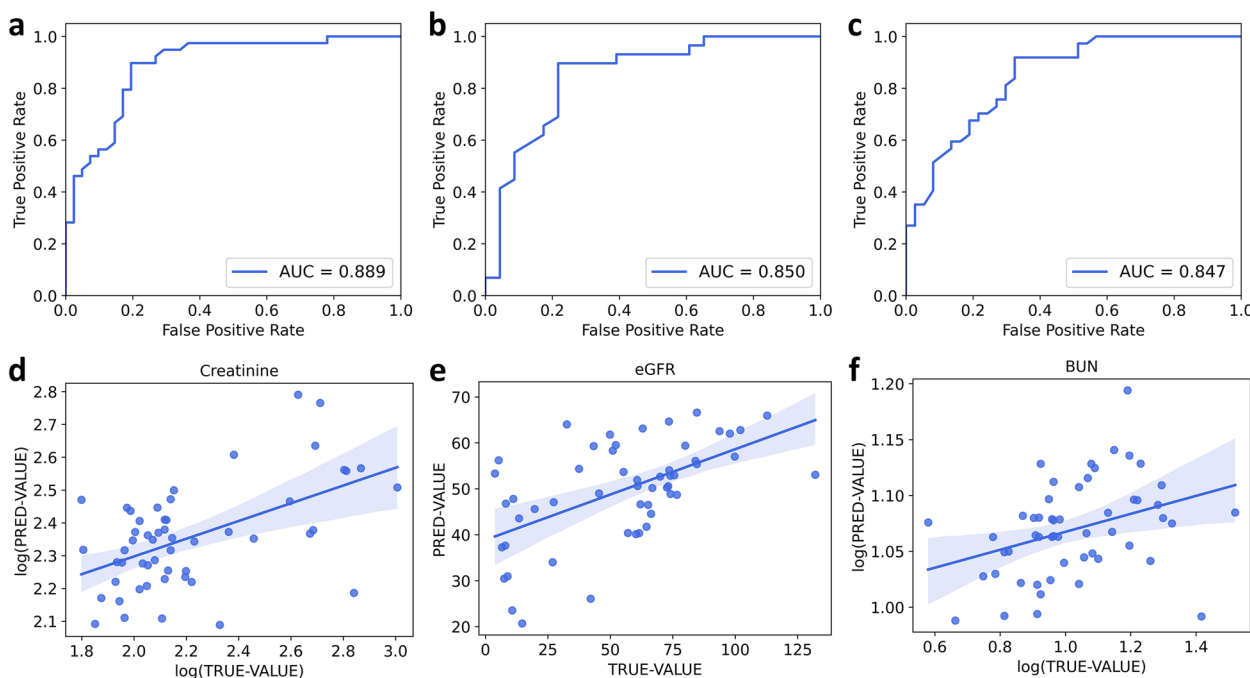 a
b
c
True Positive Rate
1.0
0.8
0.6
0.4
0.2
0.0
AUC = 0.889
0.0 0.2 0.4 0.6 0.8 1.0
False Positive Rate
True Positive Rate
1.0
0.8
0.6
0.4
0.2
0.0
AUC = 0.850
0.0 0.2 0.4 0.6 0.8 1.0
False Positive Rate
True Positive Rate
1.0
0.8
0.6
0.4
0.2
0.0
AUC = 0.847
0.0 0.2 0.4 0.6 0.8 1.0
False Positive Rate
d
Creatinine
log(PRED-VALUE)
2.8
2.7
2.6
2.5
2.4
2.3
2.2
2.1
1.8 2.0 2.2 2.4 2.6 2.8 3.0
log(TRUE-VALUE)
e
eGFR
PRED-VALUE
70
60
50
40
30
20
0 25 50 75 100 125
TRUE-VALUE
f
BUN
log(PRED-VALUE)
1.20
1.15
1.10
1.05
1.00
0.6 0.8 1.0 1.2 1.4
log(TRUE-VALUE)